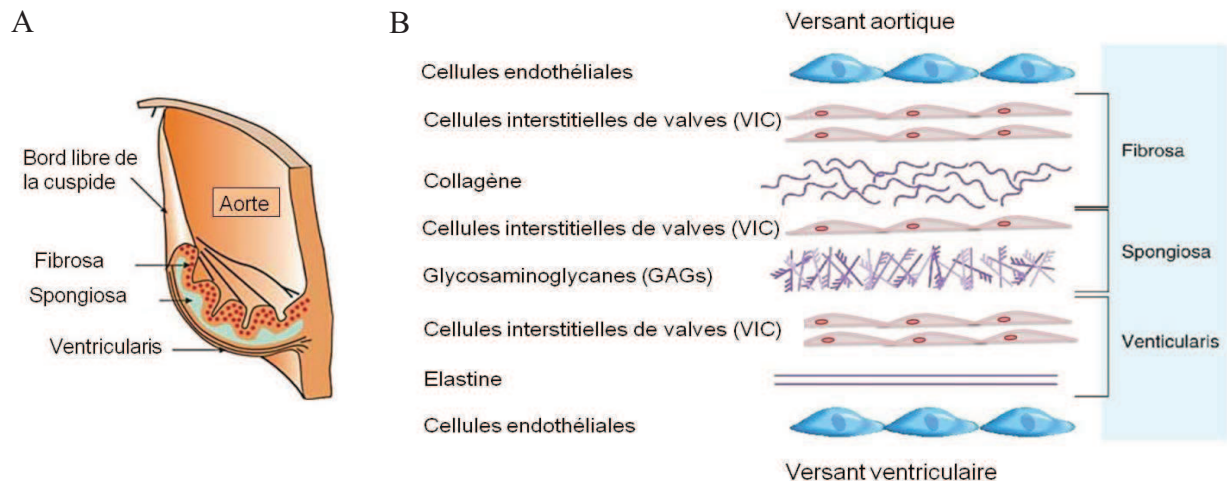 A
Bord libre de
la cuspide
Aorte
Fibrosa
Spongiosa
Ventricularis
B
Versant aortique
Cellules endothéliales
Cellules interstitielles de valves (VIC)
Collagène
Cellules interstitielles de valves (VIC)
Glycosaminoglycanes (GAGs)
Cellules interstitielles de valves (VIC)
Elastine
Cellules endothéliales
Versant ventriculaire
Fibrosa
Spongiosa
Venticularis